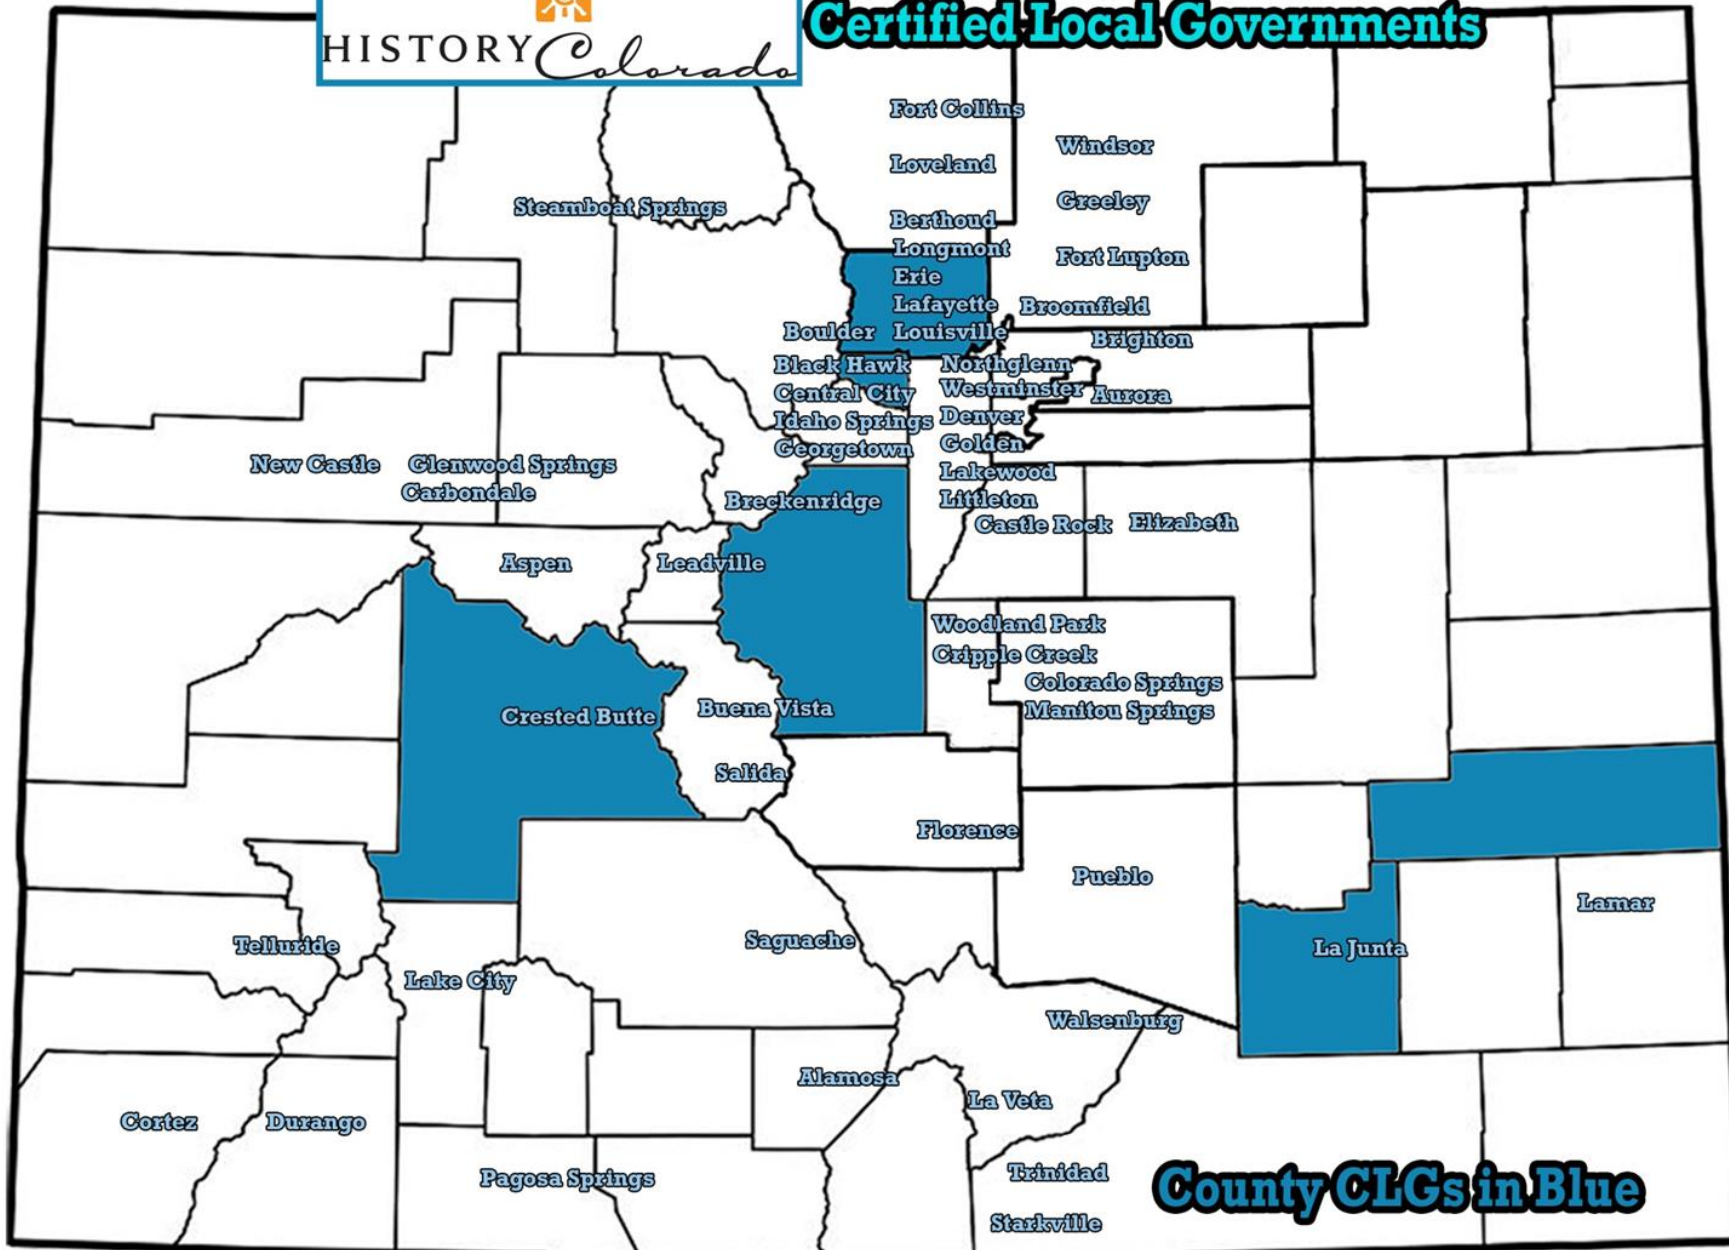 HISTORY Colorado
Certified Local Governments
Fort Collins
Windsor
Loveland
Greeley
Steamboat Springs
Berthoud
Longmont
Fort Lupton
Erie
Lafayette
Broomfield
Boulder
Louisville
Brighton
Black Hawk
Northglenn
Central City
Westminster
Aurora
Idaho Springs
Denver
Georgetown
Golden
New Castle
Glenwood Springs
Lakewood
Carbondale
Breckenridge
Littleton
Castle Rock
Elizabeth
Aspen
Leadville
Woodland Park
Cripple Creek
Colorado Springs
Crested Butte
Buena Vista
Manitou Springs
Salida
Florence
Pueblo
Lamar
Telluride
Saguache
La Junta
Lake City
Walsenburg
Alamosa
La Veta
Cortez
Durango
Pagosa Springs
Trinidad
County CLGs in Blue
Starkville